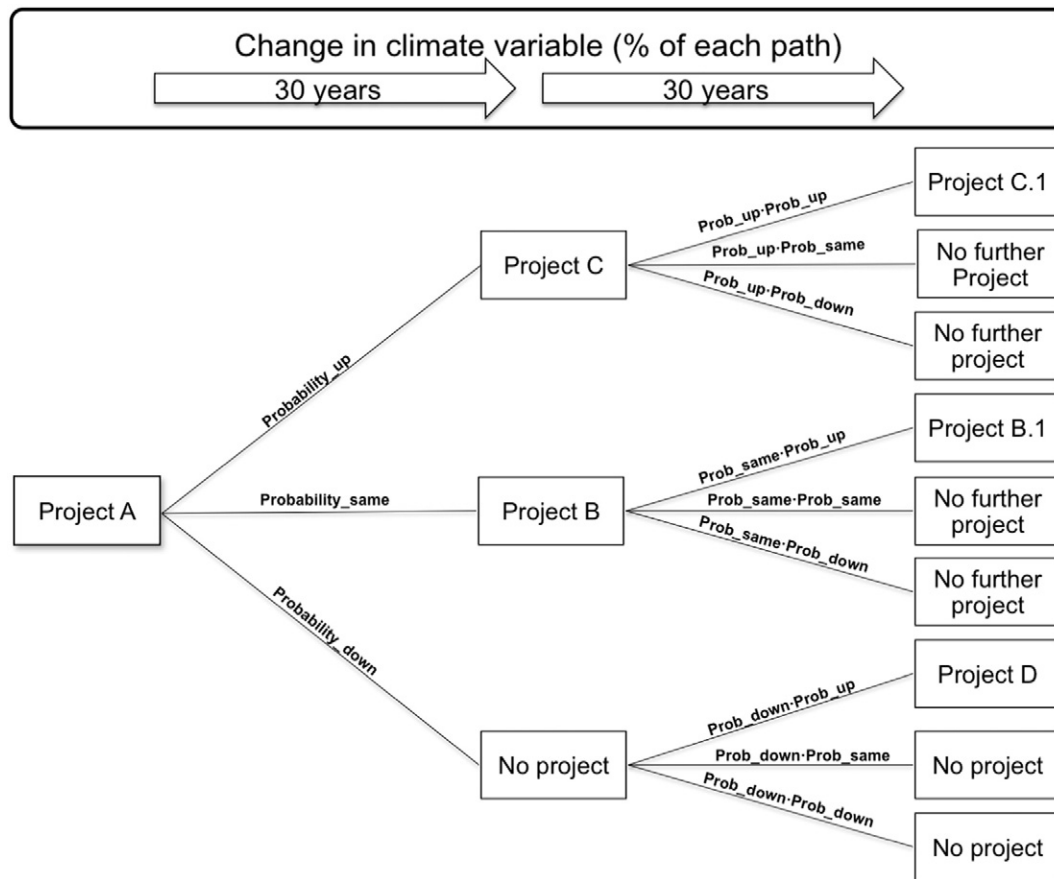 Change in climate variable (% of each path)
30 years
30 years
Project A
Probability_up
Probability_same
Probability_down
Project C
Prob_up·Prob_up
Prob_up·Prob_same
Prob_up·Prob_down
Project C.1
No further
Project
No further
project
Project B
Prob_same·Prob_up
Prob_same·Prob_same
Prob_same·Prob_down
Project B.1
No further
project
No further
project
No project
Prob_down·Prob_up
Prob_down·Prob_same
Prob_down·Prob_down
Project D
No project
No project